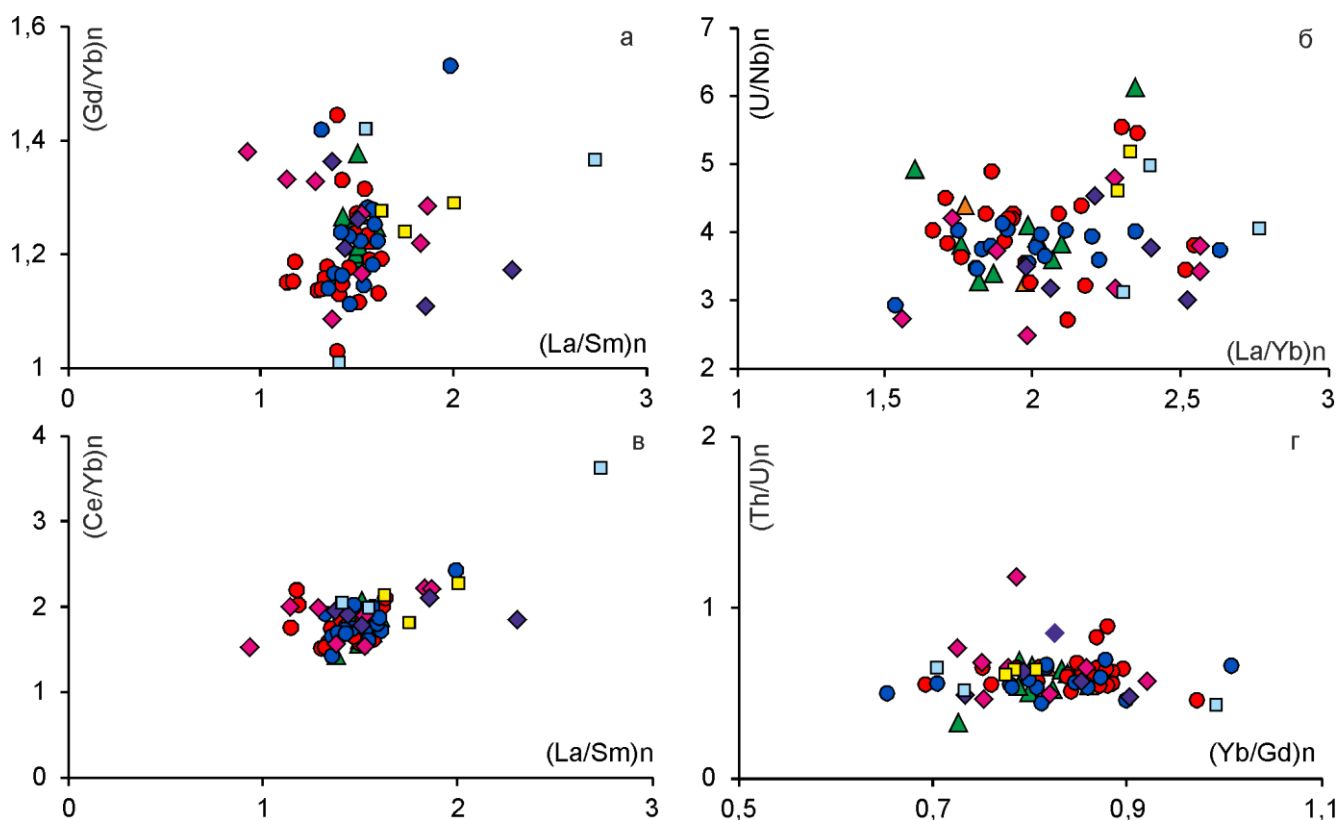 1,6
1,4
1,2
1
0
1
2
3
(Gd/Yb)n
(La/Sm)n
а
7
6
5
4
3
2
1
1,5
2
2,5
3
(U/Nb)n
(La/Yb)n
б
4
3
2
1
0
0
1
2
3
(Ce/Yb)n
(La/Sm)n
в
2
1
0
0,5
0,7
0,9
1,1
(Th/U)n
(Yb/Gd)n
г